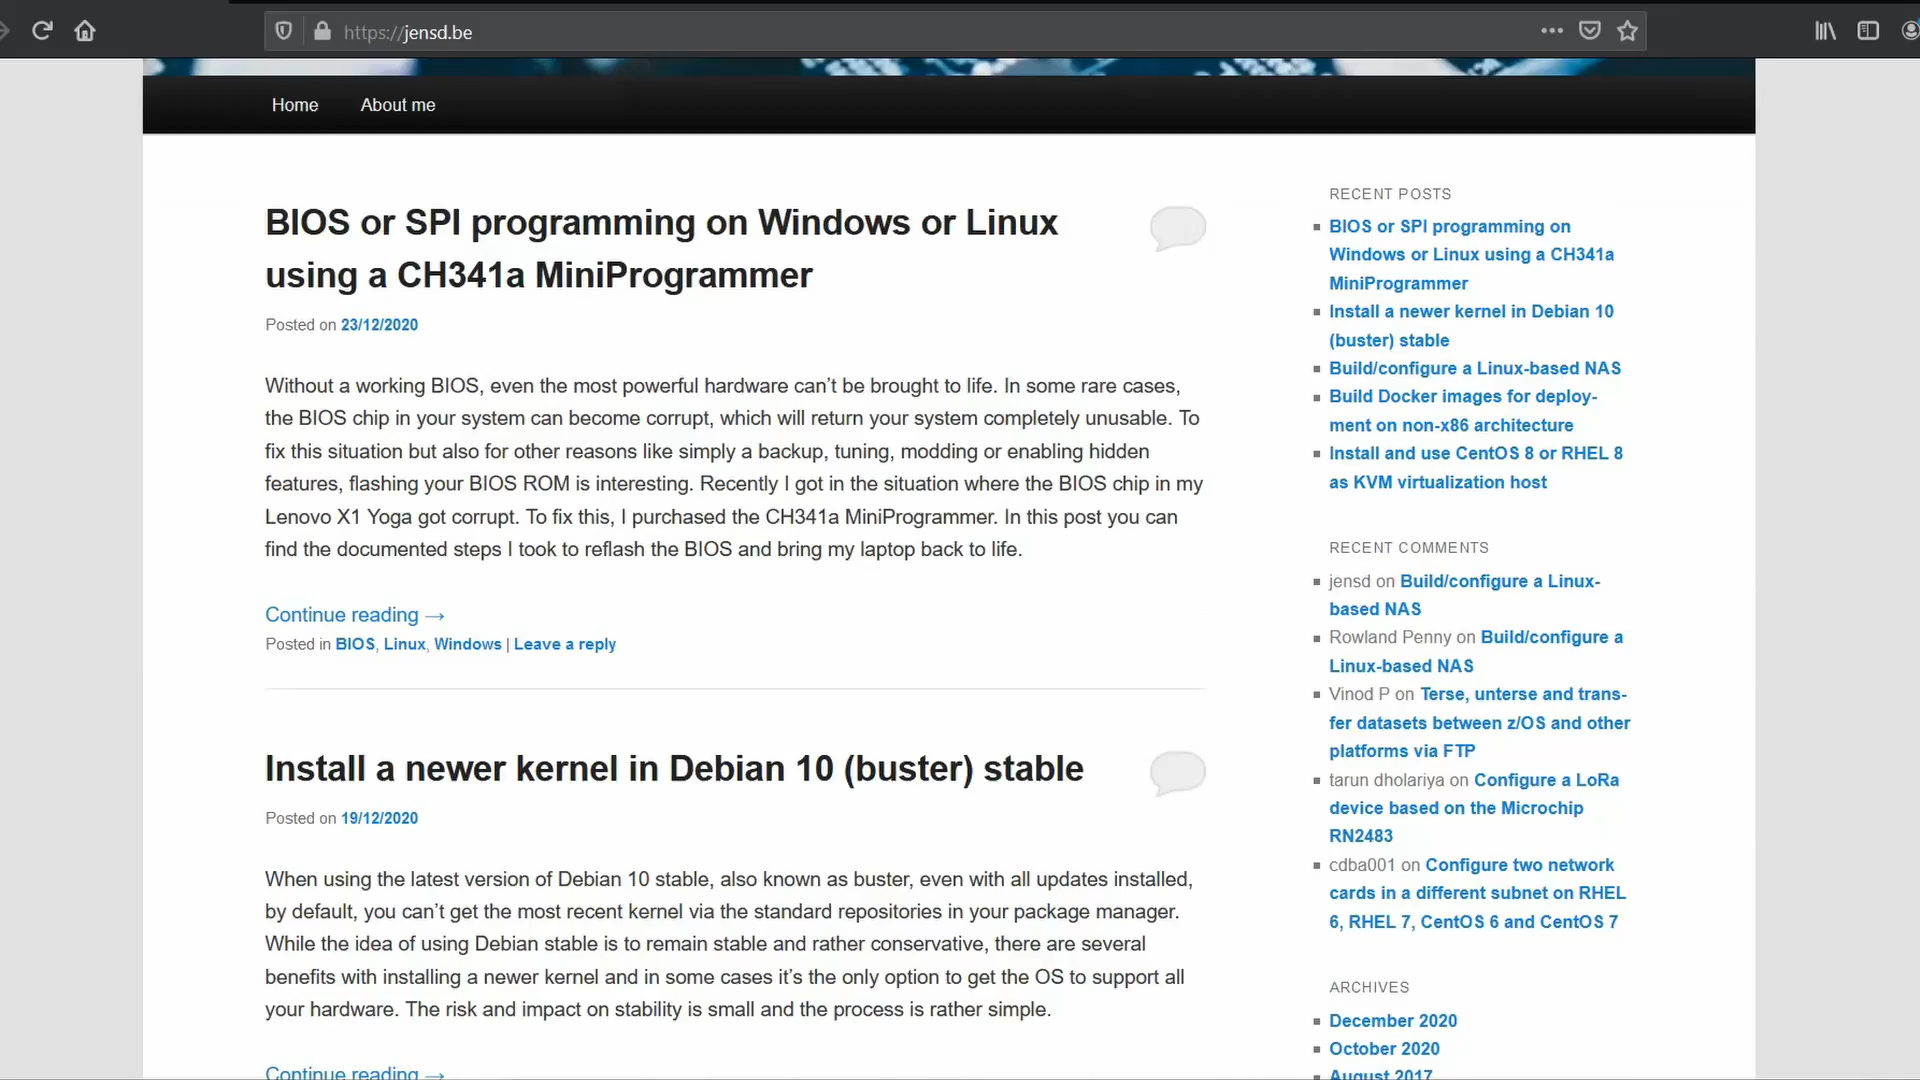 https://jensd.be
Home
About me
BIOS or SPI programming on Windows or Linux
using a CH341a MiniProgrammer
Posted on 23/12/2020
Without a working BIOS, even the most powerful hardware can’t be brought to life. In some rare cases,
the BIOS chip in your system can become corrupt, which will return your system completely unusable. To
fix this situation but also for other reasons like simply a backup, tuning, modding or enabling hidden
features, flashing your BIOS ROM is interesting. Recently I got in the situation where the BIOS chip in my
Lenovo X1 Yoga got corrupt. To fix this, I purchased the CH341a MiniProgrammer. In this post you can
find the documented steps I took to reflash the BIOS and bring my laptop back to life.
Continue reading →
Posted in BIOS, Linux, Windows | Leave a reply
Install a newer kernel in Debian 10 (buster) stable
Posted on 19/12/2020
When using the latest version of Debian 10 stable, also known as buster, even with all updates installed,
by default, you can’t get the most recent kernel via the standard repositories in your package manager.
While the idea of using Debian stable is to remain stable and rather conservative, there are several
benefits with installing a newer kernel and in some cases it’s the only option to get the OS to support all
your hardware. The risk and impact on stability is small and the process is rather simple.
Continue reading →
RECENT POSTS
BIOS or SPI programming on
Windows or Linux using a CH341a
MiniProgrammer
Install a newer kernel in Debian 10
(buster) stable
Build/configure a Linux-based NAS
Build Docker images for deploy-
ment on non-x86 architecture
Install and use CentOS 8 or RHEL 8
as KVM virtualization host
RECENT COMMENTS
jensd on Build/configure a Linux-
based NAS
Rowland Penny on Build/configure a
Linux-based NAS
Vinod P on Terse, unterse and trans-
fer datasets between z/OS and other
platforms via FTP
tarun dholariya on Configure a LoRa
device based on the Microchip
RN2483
cdba001 on Configure two network
cards in a different subnet on RHEL
6, RHEL 7, CentOS 6 and CentOS 7
ARCHIVES
December 2020
October 2020
August 2017